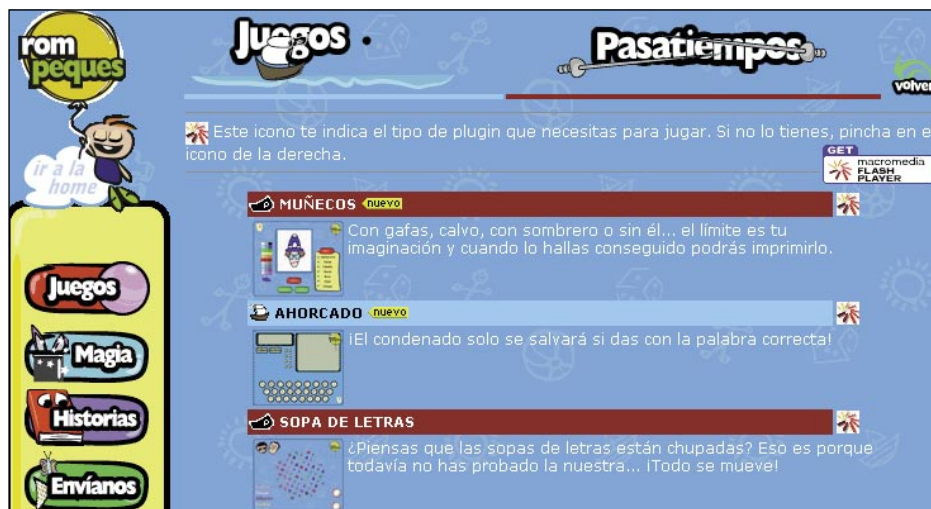 rom
peques
Juegos
Pasatiempos
volver
Este icono te indica el tipo de plugin que necesitas para jugar. Si no lo tienes, pincha en e
icono de la derecha.
GET
macromedia
FLASH
PLAYER
ir a la
home
MUÑECOS nuevo
Con gafas, calvo, con sombrero o sin él... el límite es tu
imaginación y cuando lo hallas conseguido podrás imprimirlo.
Juegos
AHORCADO nuevo
¡El condenado solo se salvará si das con la palabra correcta!
Magia
Historias
SOPA DE LETRAS
¿Piensas que las sopas de letras están chupadas? Eso es porque
todavía no has probado la nuestra... ¡Todo se mueve!
Envíanos